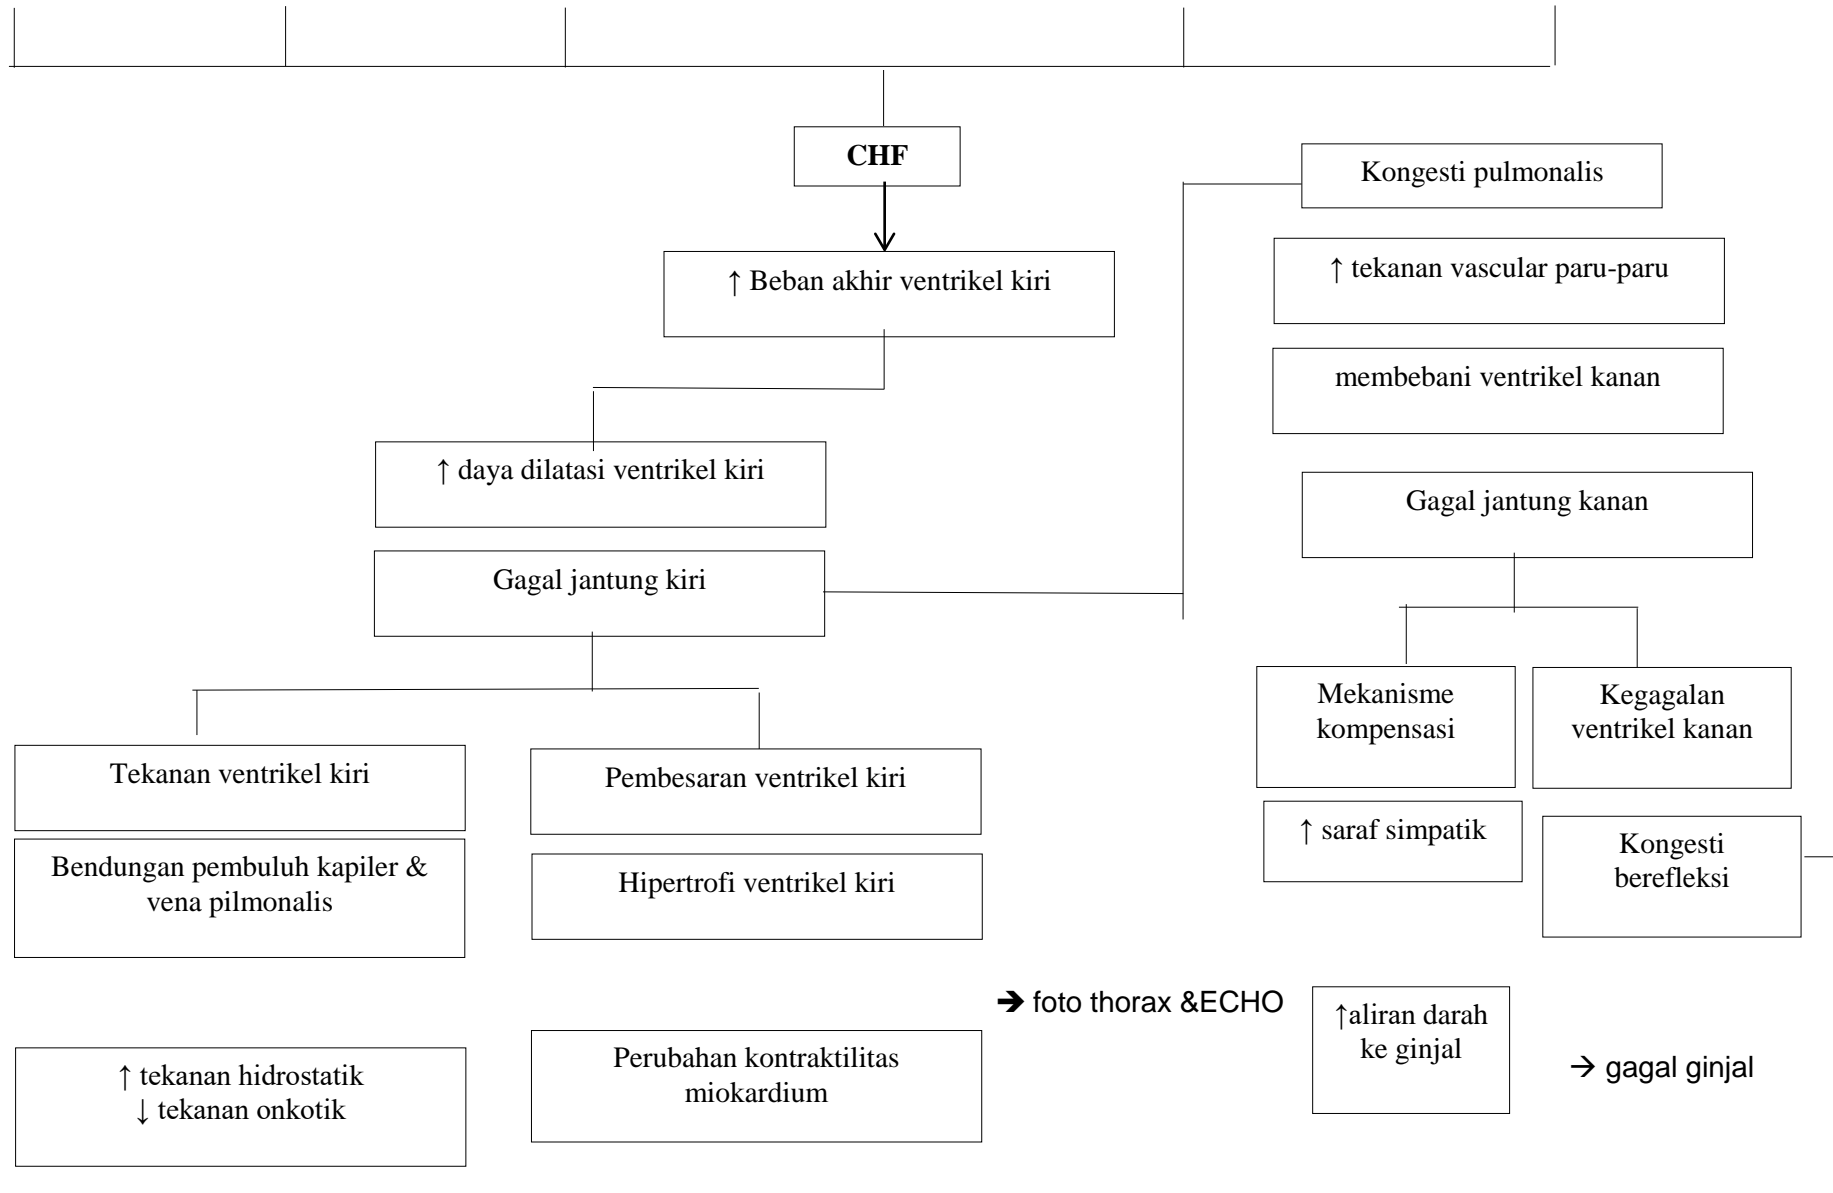 CHF
Kongesti pulmonalis
↑ tekanan vascular paru-paru
↑ Beban akhir ventrikel kiri
membebani ventrikel kanan
↑ daya dilatasi ventrikel kiri
Gagal jantung kanan
Gagal jantung kiri
Mekanisme
kompensasi
Kegagalan
ventrikel kanan
Tekanan ventrikel kiri
Pembesaran ventrikel kiri
↑ saraf simpatik
Kongesti
berefleksi
Bendungan pembuluh kapiler &
vena pilmonalis
Hipertrofi ventrikel kiri
➔ foto thorax &ECHO
↑aliran darah
ke ginjal
→ gagal ginjal
↑ tekanan hidrostatik
↓ tekanan onkotik
Perubahan kontraktilitas
miokardium